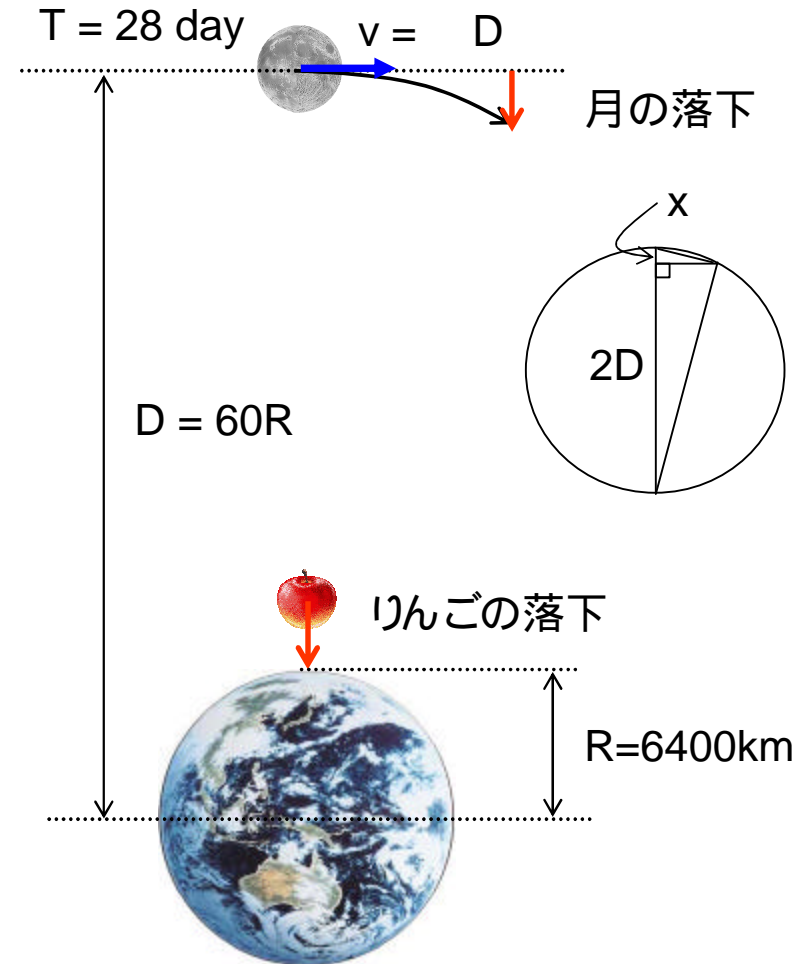 T = 28 day
v = D
月の落下
x
2D
D = 60R
りんごの落下
R=6400km